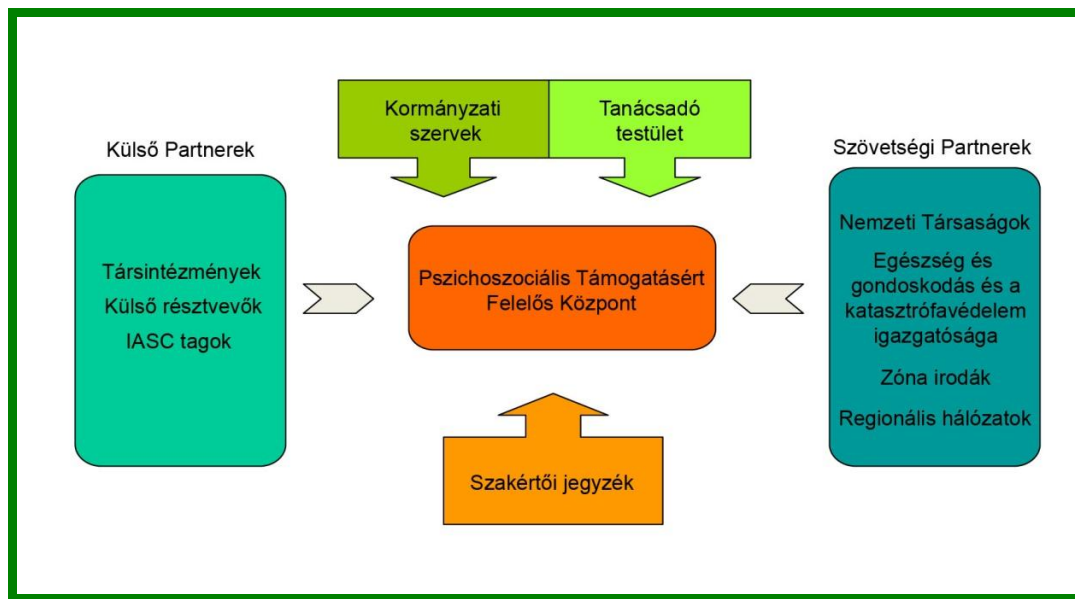 Kormányzati
szervek
Tanácsadó
testület
Külső Partnerek
Társintézmények
Külső résztvevők
IASC tagok
Pszichoszociális Támogatásért
Felelős Központ
Szövetségi Partnerek
Nemzeti Társaságok
Egészség és
gondoskodás és a
katasztrófavédelem
igazgatósága
Zóna irodák
Regionális hálózatok
Szakértői jegyzék